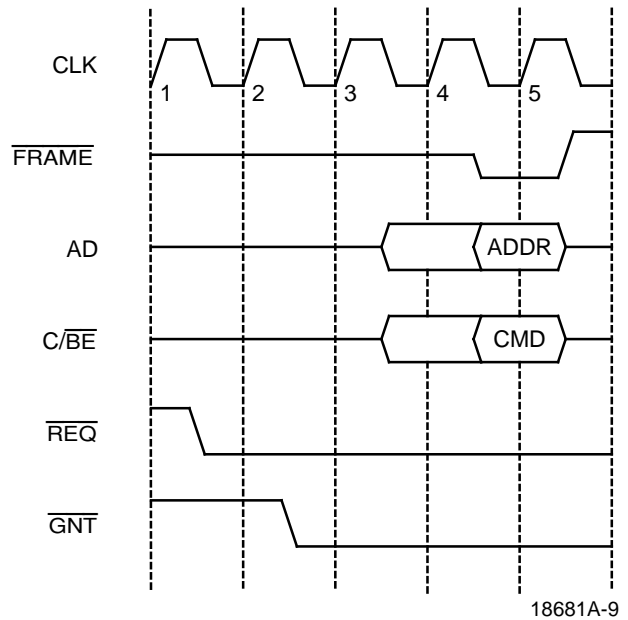 CLK
1 2 3 4 5
FRAME
AD ADDR
C/BE CMD
REQ
GNT
18681A-9